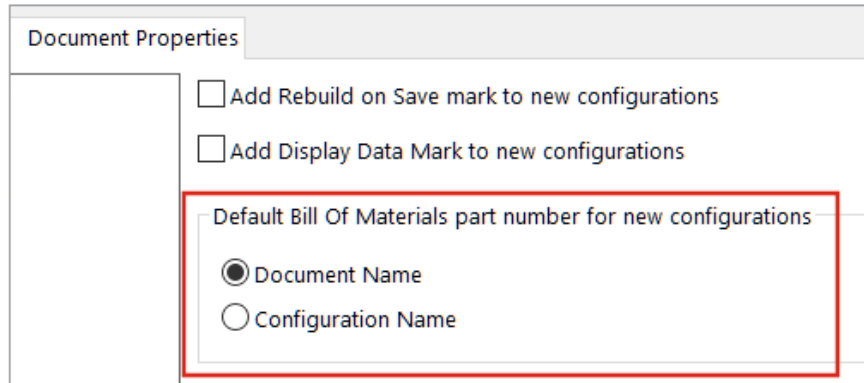 Document Properties
Add Rebuild on Save mark to new configurations
Add Display Data Mark to new configurations
Default Bill Of Materials part number for new configurations
Document Name
Configuration Name